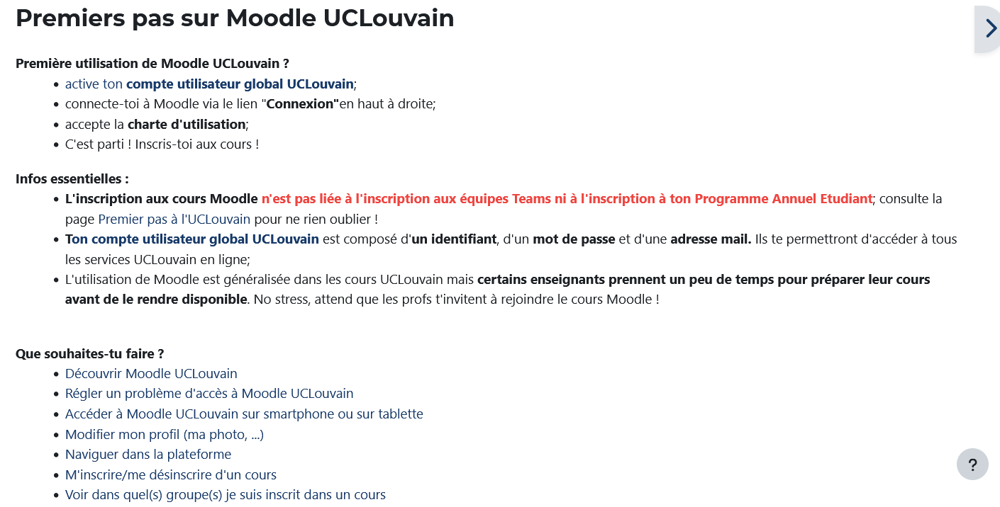 Premiers pas sur Moodle UCLouvain
Première utilisation de Moodle UCLouvain ?
• active ton compte utilisateur global UCLouvain;
• connecte-toi à Moodle via le lien "Connexion"en haut à droite;
• accepte la charte d'utilisation;
• C'est parti ! Inscris-toi aux cours !
Infos essentielles :
• L'inscription aux cours Moodle n'est pas liée à l'inscription aux équipes Teams ni à l'inscription à ton Programme Annuel Etudiant; consulte la
page Premier pas à l'UCLouvain pour ne rien oublier !
• Ton compte utilisateur global UCLouvain est composé d'un identifiant, d'un mot de passe et d'une adresse mail. Ils te permettront d'accéder à tous
les services UCLouvain en ligne;
• L'utilisation de Moodle est généralisée dans les cours UCLouvain mais certains enseignants prennent un peu de temps pour préparer leur cours
avant de le rendre disponible. No stress, attend que les profs t'invitent à rejoindre le cours Moodle !
Que souhaites-tu faire ?
• Découvrir Moodle UCLouvain
• Régler un problème d'accès à Moodle UCLouvain
• Accéder à Moodle UCLouvain sur smartphone ou sur tablette
• Modifier mon profil (ma photo, ...)
• Naviguer dans la plateforme
• M'inscrire/me désinscrire d'un cours
• Voir dans quel(s) groupe(s) je suis inscrit dans un cours
?